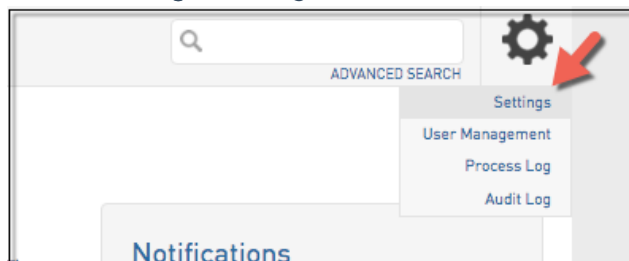 ADVANCED SEARCH
Settings
User Management
Process Log
Audit Log
Notifications